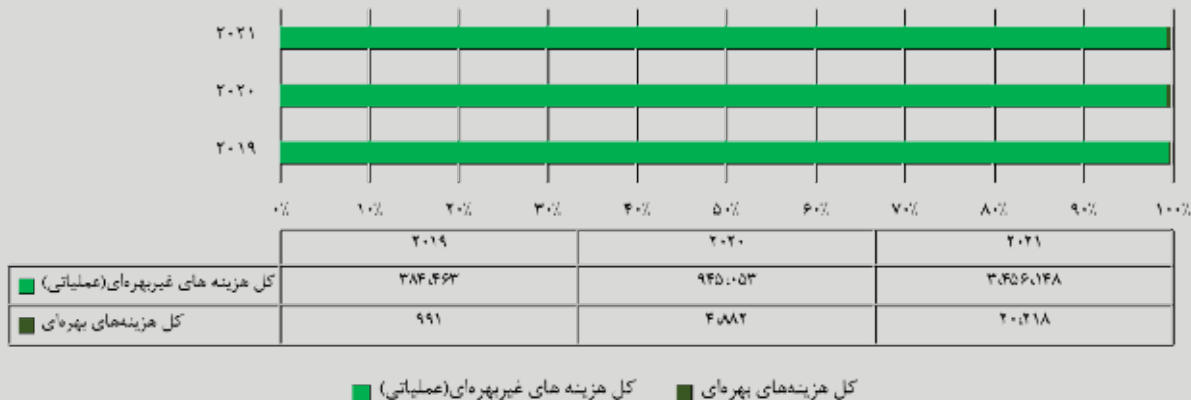 ۲۰۲۱
۲۰۲۰
۲۰۱۹
۰% ۱۰% ۲۰% ۳۰% ۴۰% ۵۰% ۶۰% ۷۰% ۸۰% ۹۰% ۱۰۰%
۲۰۱۹ ۲۰۲۰ ۲۰۲۱
کل هزینه های غیربهره‌ای(عملیاتی) ۳۸۴،۴۶۳ ۹۴۵،۰۵۳ ۳،۴۵۶،۱۴۸
کل هزینه‌های بهره‌ای ۹۹۱ ۴،۸۸۲ ۲۰،۲۱۸
کل هزینه های غیربهره‌ای(عملیاتی) کل هزینه‌های بهره‌ای